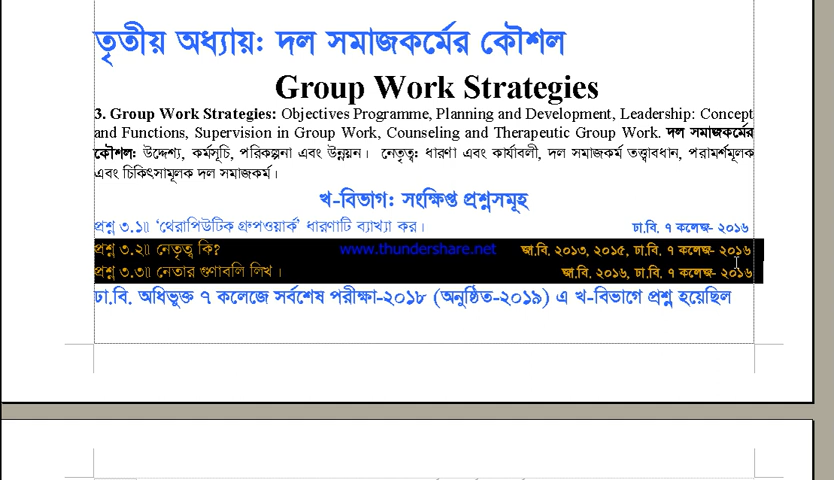 তৃতীয় অধ্যায়: দল সমাজকর্মের কৌশল
Group Work Strategies
3. Group Work Strategies: Objectives Programme, Planning and Development, Leadership: Concept
and Functions, Supervision in Group Work, Counseling and Therapeutic Group Work. দল সমাজকর্মের
কৌশল: উদ্দেশ্য, কর্মসূচি, পরিকল্পনা এবং উন্নয়ন। নেতৃত্ব: ধারণা এবং কার্যাবলী, দল সমাজকর্ম তত্ত্বাবধান, পরামর্শমূলক
এবং চিকিৎসামূলক দল সমাজকর্ম।
খ-বিভাগ: সংক্ষিপ্ত প্রশ্নসমূহ
প্রশ্ন ৩.১॥ ‘থেরাপিউটিক গ্রুপওয়ার্ক’ ধারণাটি ব্যাখ্যা কর। ঢা.বি. ৭ কলেজ- ২০১৬
প্রশ্ন ৩.২॥ নেতৃত্ব কি? www.thundershare.net আ.বি. ২০১৩, ২০১৫, ঢা.বি. ৭ কলেজ- ২০১৬
প্রশ্ন ৩.৩॥ নেতার গুণাবলি লিখ। আ.বি. ২০১৬, ঢা.বি. ৭ কলেজ- ২০১৬
ঢা.বি. অধিভুক্ত ৭ কলেজে সর্বশেষ পরীক্ষা-২০১৮ (অনুষ্ঠিত-২০১৯) এ খ-বিভাগে প্রশ্ন হয়েছিল